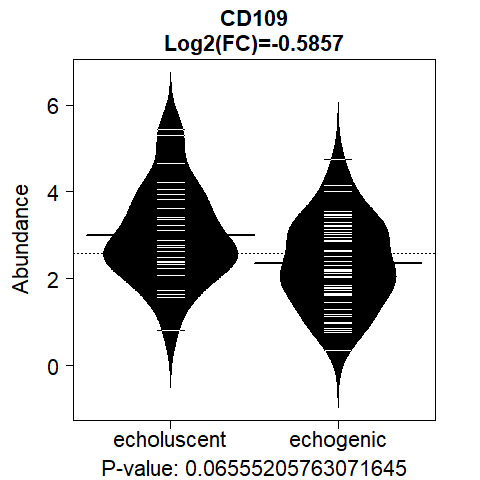 CD109
Log2(FC)=-0.5857
Abundance
6
4
2
0
echoluscent echogenic
P-value: 0.06555205763071645